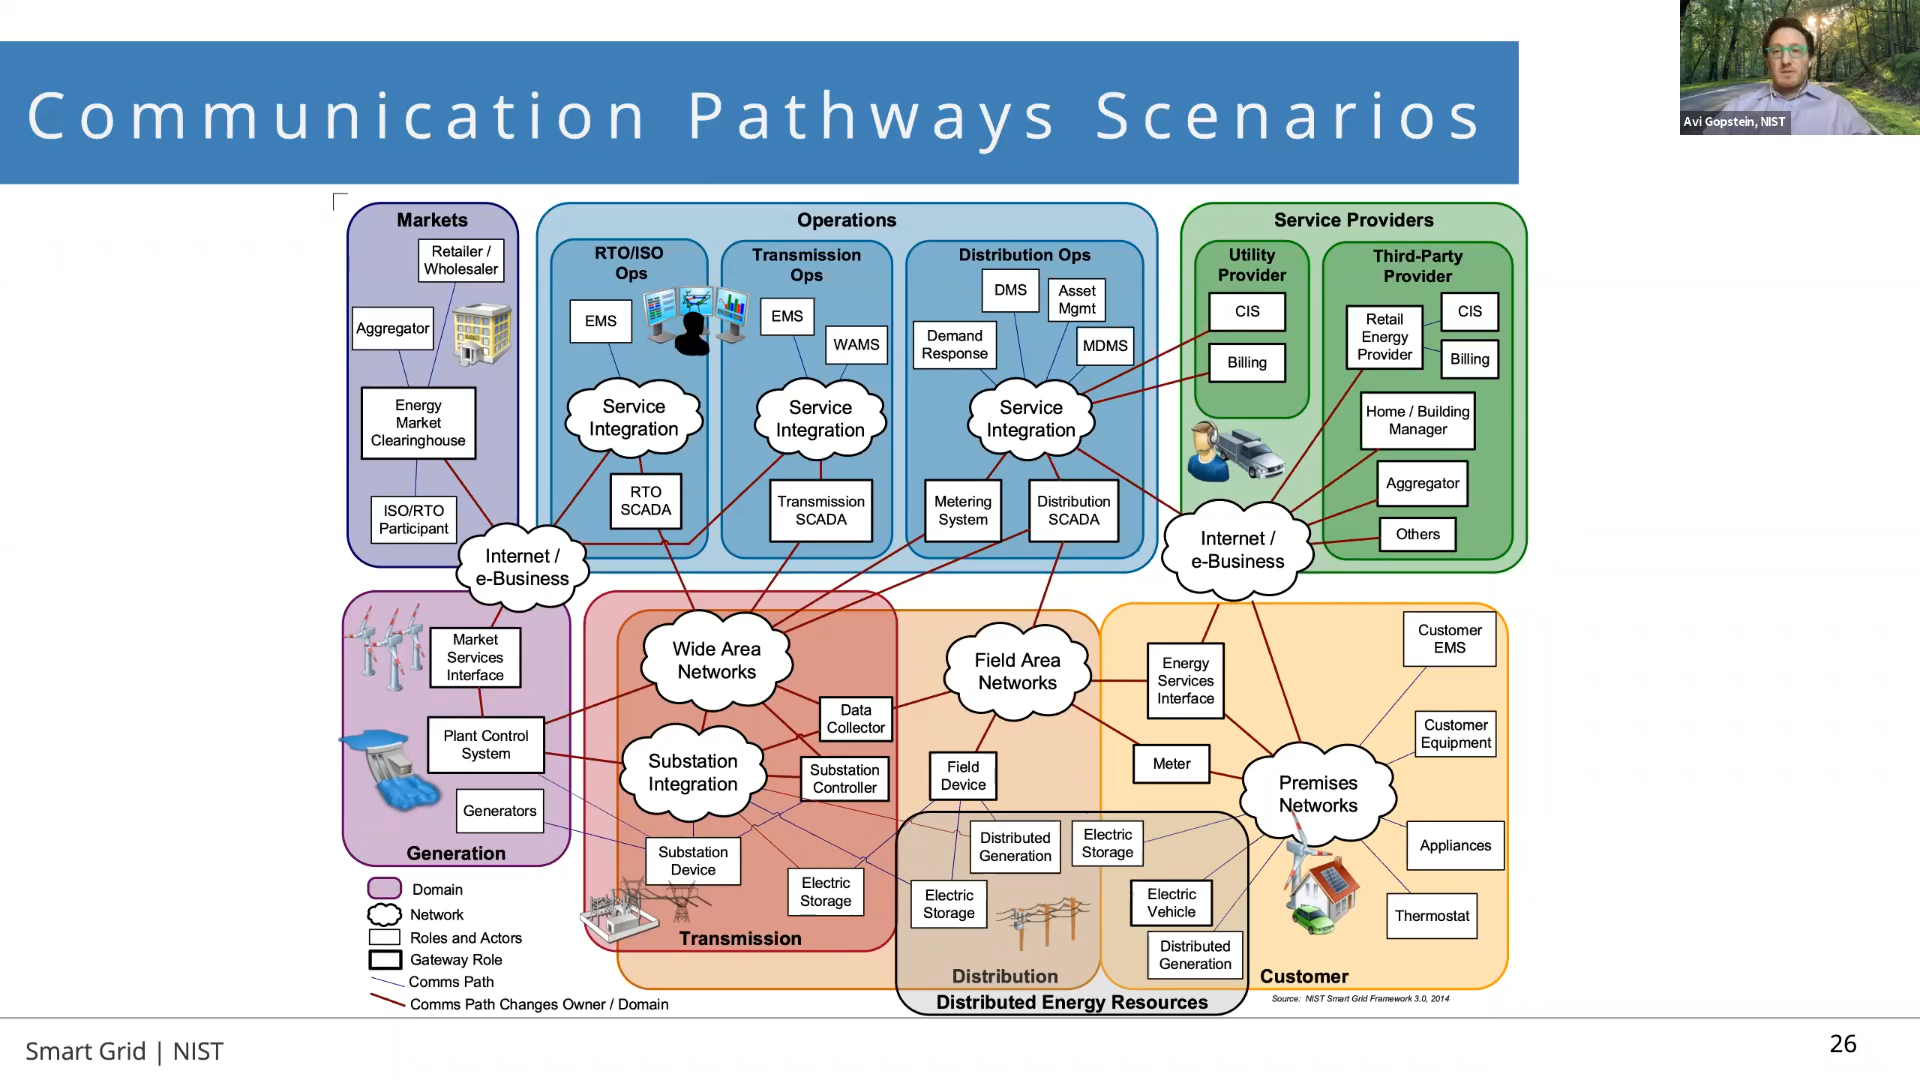 Communication Pathways Scenarios
Avi Gopstein, NIST
Markets
Retailer /
Wholesaler
Aggregator
Energy
Market
Clearinghouse
ISO/RTO
Participant
Internet /
e-Business
Operations
RTO/ISO
Ops
EMS
Service
Integration
RTO
SCADA
Transmission
Ops
EMS
WAMS
Service
Integration
Transmission
SCADA
Distribution Ops
DMS
Asset
Mgmt
Demand
Response
MDMS
Service
Integration
Metering
System
Distribution
SCADA
Service Providers
Utility
Provider
CIS
Billing
Third-Party
Provider
Retail
Energy
Provider
CIS
Billing
Home / Building
Manager
Aggregator
Others
Internet /
e-Business
Market
Services
Interface
Plant Control
System
Generators
Generation
Wide Area
Networks
Substation
Integration
Data
Collector
Substation
Controller
Substation
Device
Electric
Storage
Transmission
Field Area
Networks
Field
Device
Distributed
Generation
Electric
Storage
Electric
Storage
Electric
Vehicle
Distributed
Generation
Distribution
Distributed Energy Resources
Energy
Services
Interface
Meter
Premises
Networks
Customer
EMS
Customer
Equipment
Appliances
Thermostat
Customer
Source: NIST Smart Grid Framework 3.0, 2014
Domain
Network
Roles and Actors
Gateway Role
Comms Path
Comms Path Changes Owner / Domain
Smart Grid | NIST
26